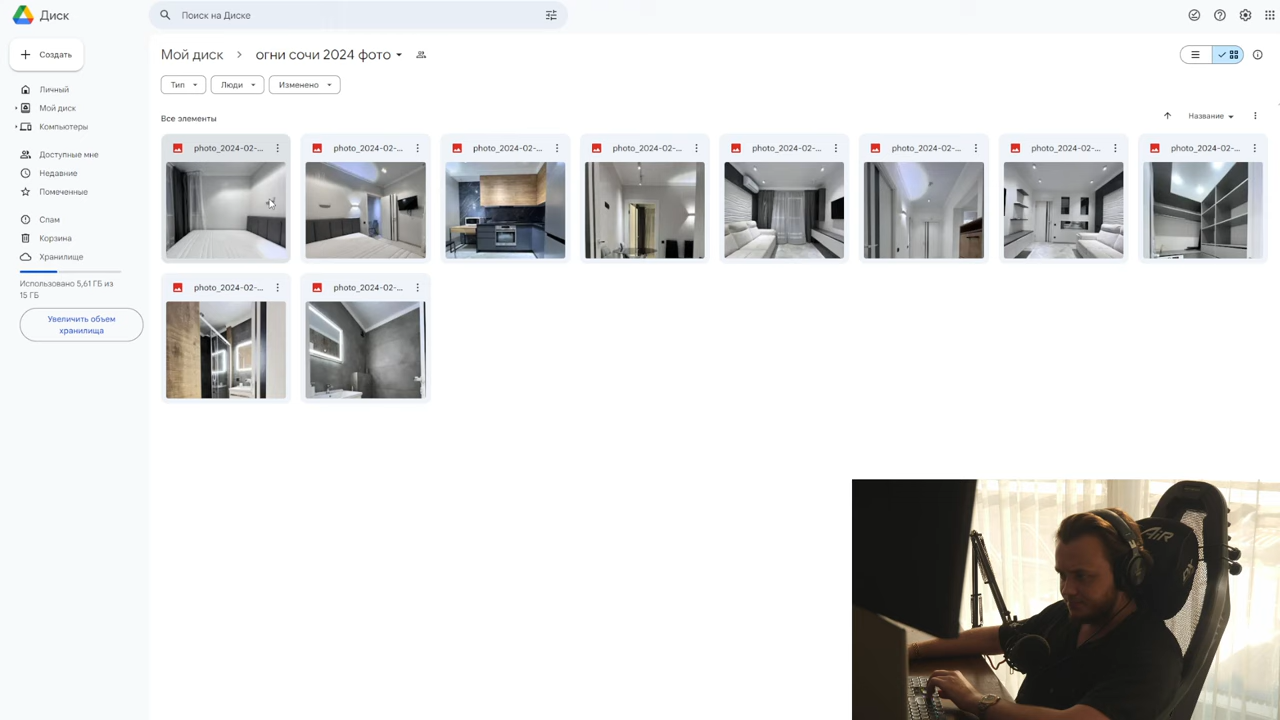 Диск
Поиск на Диске
Создать
Мой диск
огни сочи 2024 фото
Тип
Люди
Изменено
Личный
Мой диск
Компьютеры
Доступные мне
Недавние
Помеченные
Спам
Корзина
Хранилище
Использовано 5,61 ГБ из
15 ГБ
Увеличить объем
хранилища
Все элементы
Название
photo_2024-02-...
photo_2024-02-...
photo_2024-02-...
photo_2024-02-...
photo_2024-02-...
photo_2024-02-...
photo_2024-02-...
photo_2024-02-...
photo_2024-02-...
photo_2024-02-...
AiR